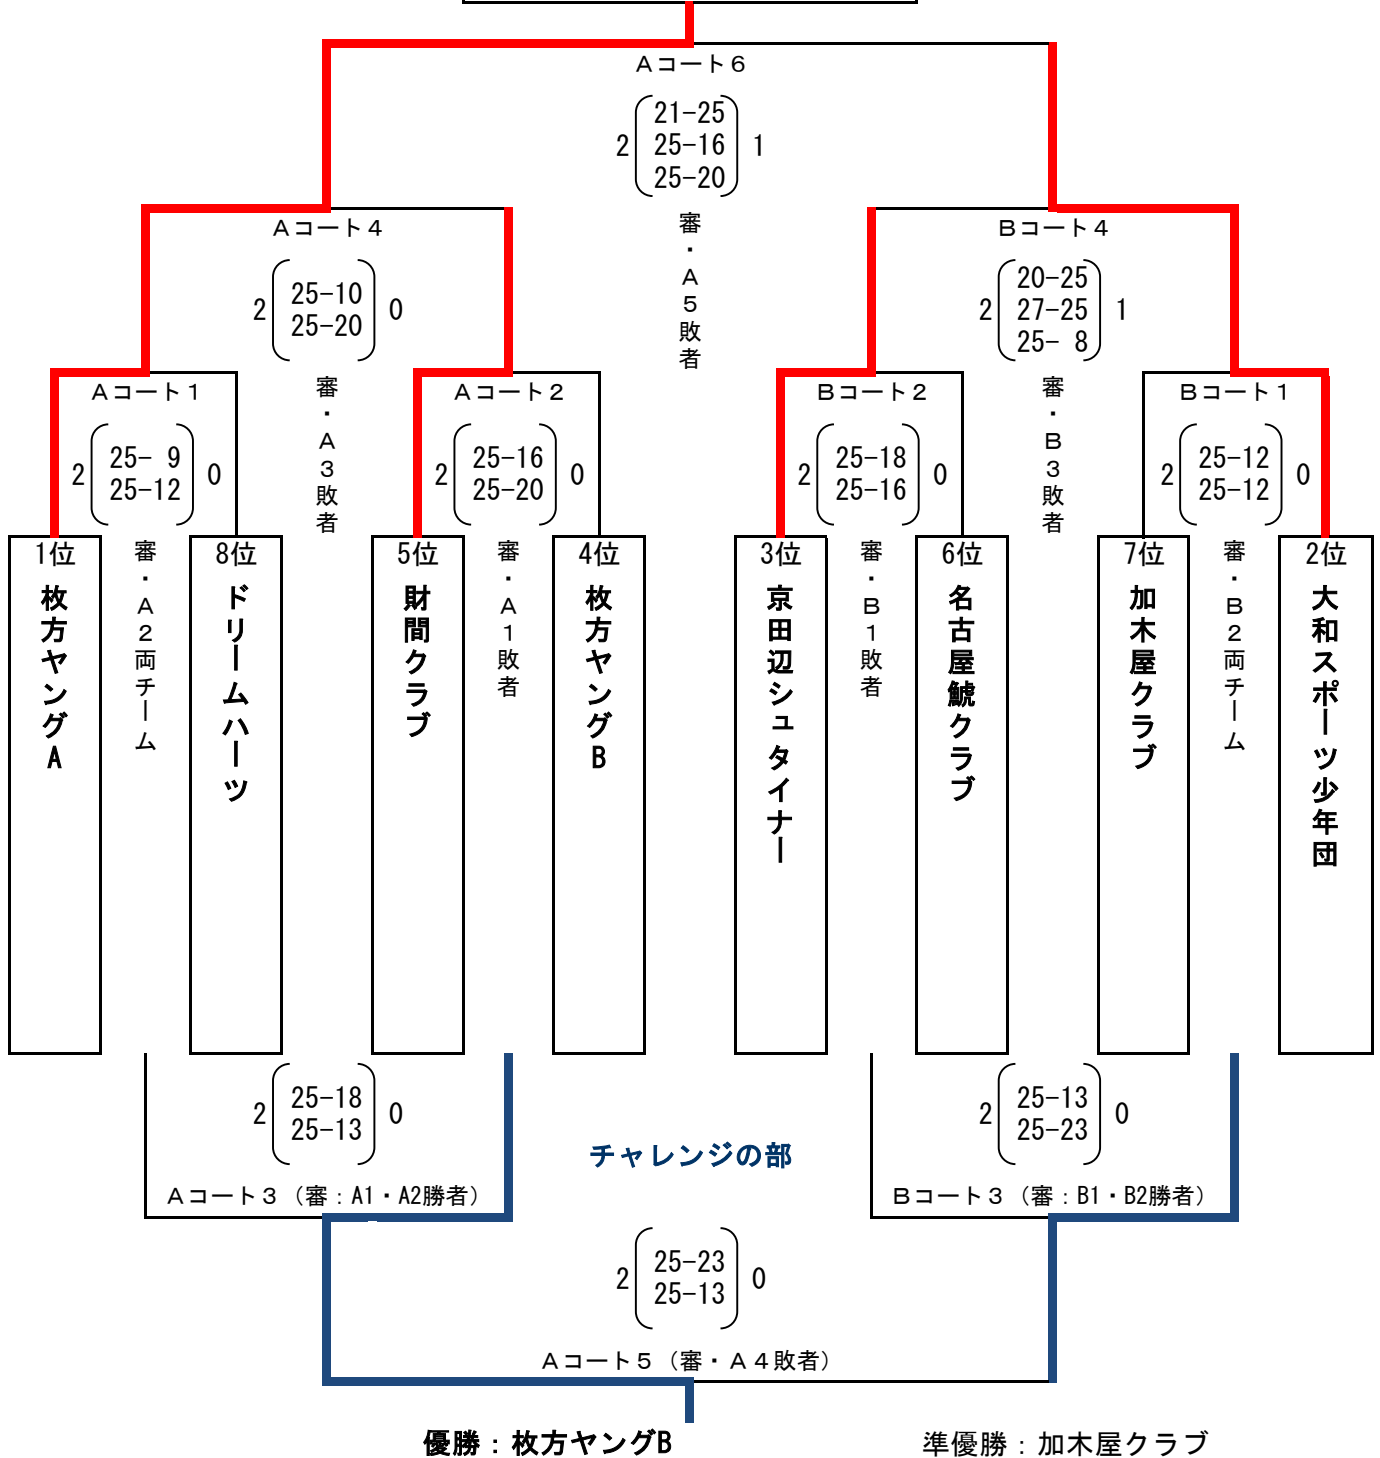 Aコート6
2 21-25 1
25-16
25-20
審・A5敗者
Aコート4
2 25-10 0
25-20
審・A3敗者
Bコート4
2 20-25 1
27-25
25- 8
審・B3敗者
Aコート1
2 25- 9 0
25-12
審・A2両チーム
Aコート2
2 25-16 0
25-20
審・A1敗者
Bコート2
2 25-18 0
25-16
審・B1敗者
Bコート1
2 25-12 0
25-12
審・B2両チーム
1位
枚方ヤングA
8位
ドリームハーツ
5位
財間クラブ
4位
枚方ヤングB
3位
京田辺シュタイナー
6位
名古屋鯱クラブ
7位
加木屋クラブ
2位
大和スポーツ少年団
2 25-18 0
25-13
Aコート3（審：A1・A2勝者）
チャレンジの部
2 25-13 0
25-23
Bコート3（審：B1・B2勝者）
2 25-23 0
25-13
Aコート5（審・A4敗者）
優勝：枚方ヤングB
準優勝：加木屋クラブ